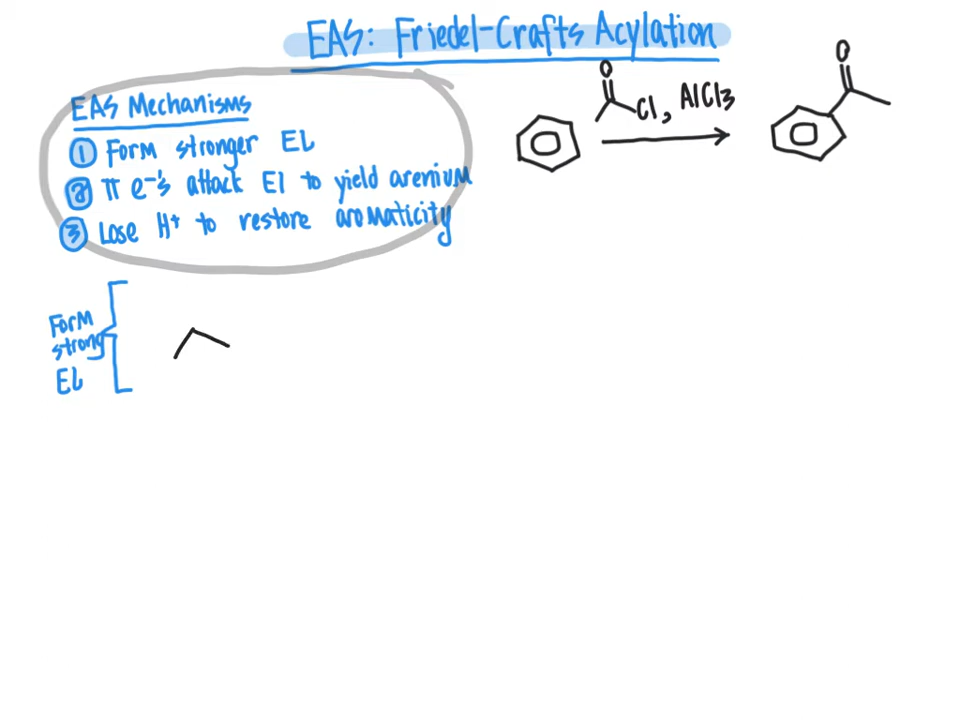 EAS: Friedel-Crafts Acylation
EAS Mechanisms
① Form stronger El
② π e⁻'s attack El to yield arenium
③ Lose H+ to restore aromaticity
O
Cl, AlCl3
O
Form
strong
El